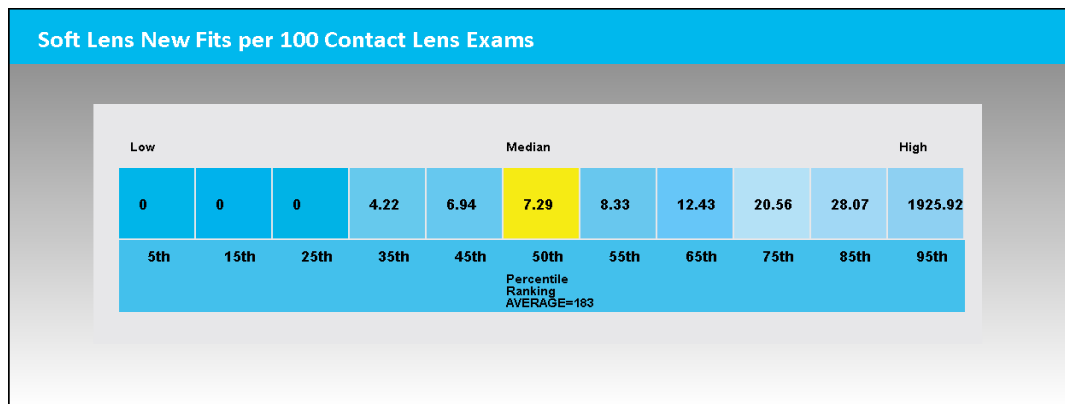 Soft Lens New Fits per 100 Contact Lens Exams
Low Median High
0 0 0 4.22 6.94 7.29 8.33 12.43 20.56 28.07 1925.92
5th 15th 25th 35th 45th 50th 55th 65th 75th 85th 95th
Percentile
Ranking
AVERAGE=183